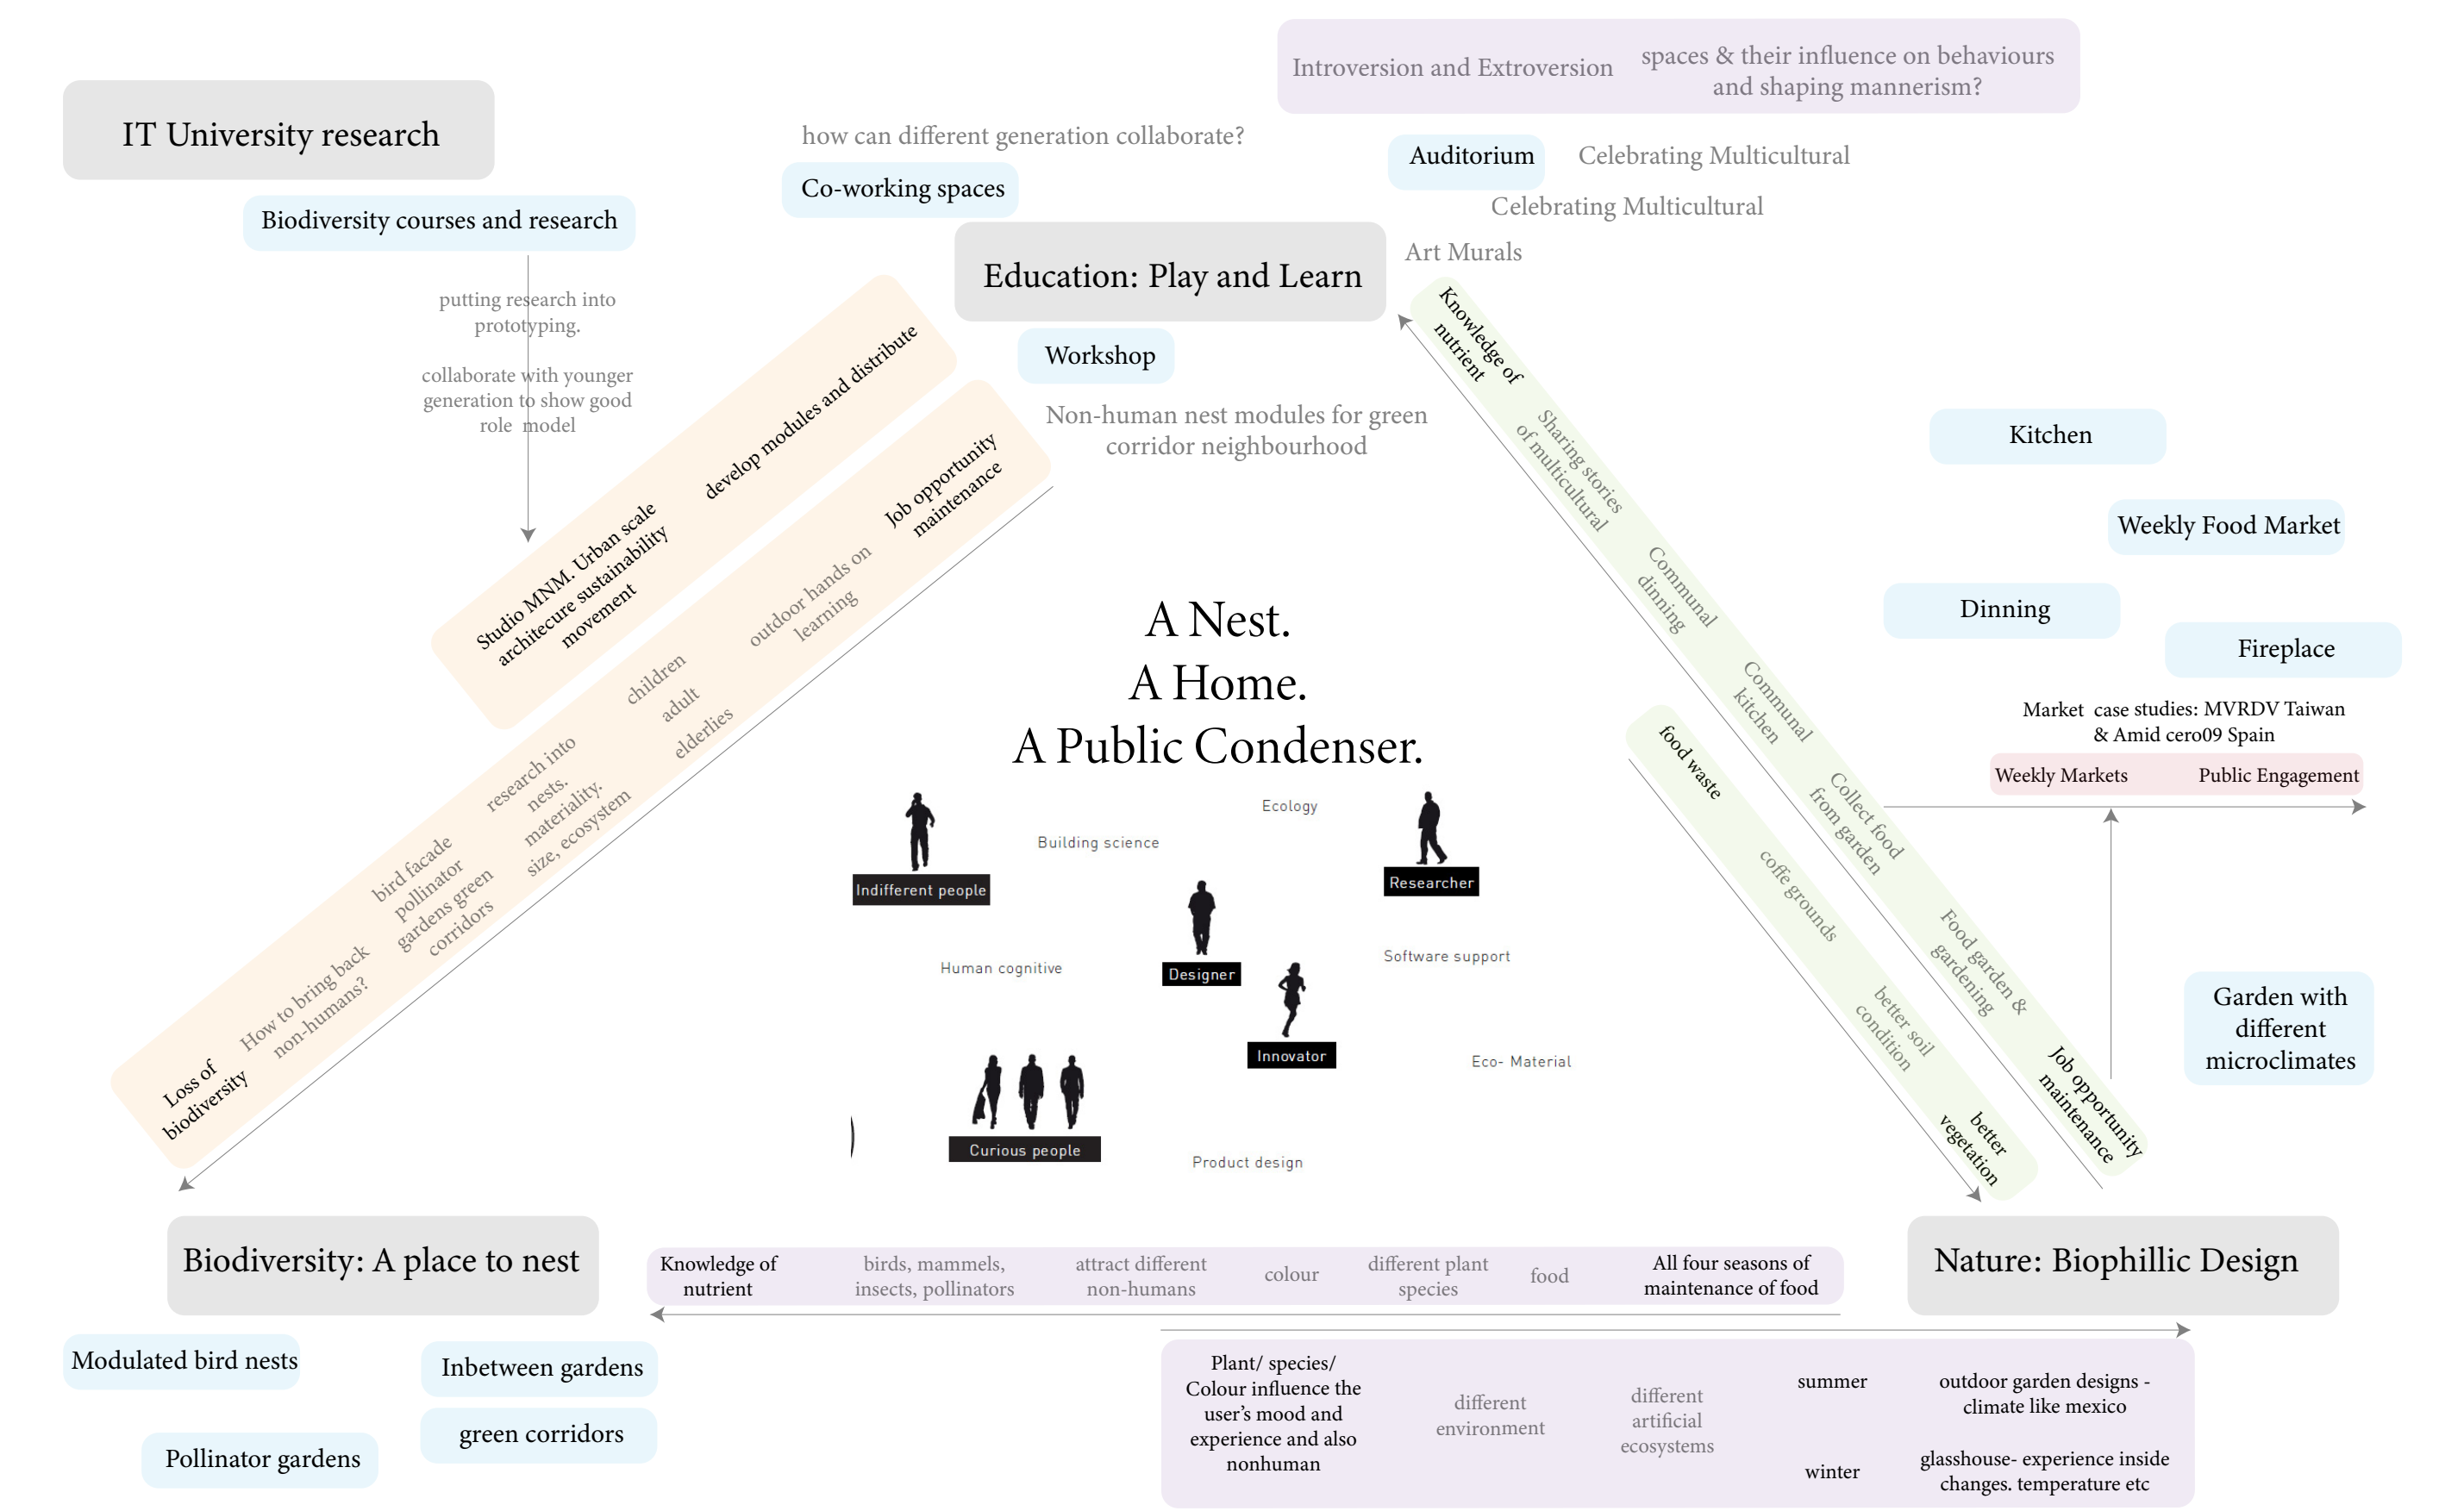 Introversion and Extroversion
spaces & their influence on behaviours
and shaping mannerism?
IT University research
Biodiversity courses and research
putting research into
prototyping.
collaborate with younger
generation to show good
role  model
how can different generation collaborate?
Co-working spaces
Auditorium
Celebrating Multicultural
Celebrating Multicultural
Art Murals
Education: Play and Learn
Workshop
Non-human nest modules for green
corridor neighbourhood
Studio MNM. Urban scale
architecure sustainability
movement
develop modules and distribute
Loss of
biodiversity
How to bring back
non-humans?
bird facade
pollinator
gardens green
corridors
research into
nests.
materiality.
size, ecosystem
children
adult
elderlies
outdoor hands on
learning
Job opportunity
maintenance
Knowledge of
nutrient
Sharing stories
of multicultural
Communal
dinning
Communal
kitchen
Collect food
from garden
Food garden &
gardening
Job opportunity
maintenance
food waste
coffe grounds
better soil
condition
better
vegetation
Kitchen
Weekly Food Market
Dinning
Fireplace
Market  case studies: MVRDV Taiwan
& Amid cero09 Spain
Weekly Markets
Public Engagement
Garden with
different
microclimates
A Nest.
A Home.
A Public Condenser.
Ecology
Building science
Indifferent people
Researcher
Designer
Human cognitive
Software support
Innovator
Eco- Material
Curious people
Product design
)
Biodiversity: A place to nest
Knowledge of
nutrient
birds, mammels,
insects, pollinators
attract different
non-humans
colour
different plant
species
food
All four seasons of
maintenance of food
Nature: Biophillic Design
Modulated bird nests
Inbetween gardens
green corridors
Pollinator gardens
Plant/ species/
Colour influence the
user’s mood and
experience and also
nonhuman
different
environment
different
artificial
ecosystems
summer
outdoor garden designs -
climate like mexico
winter
glasshouse- experience inside
changes. temperature etc